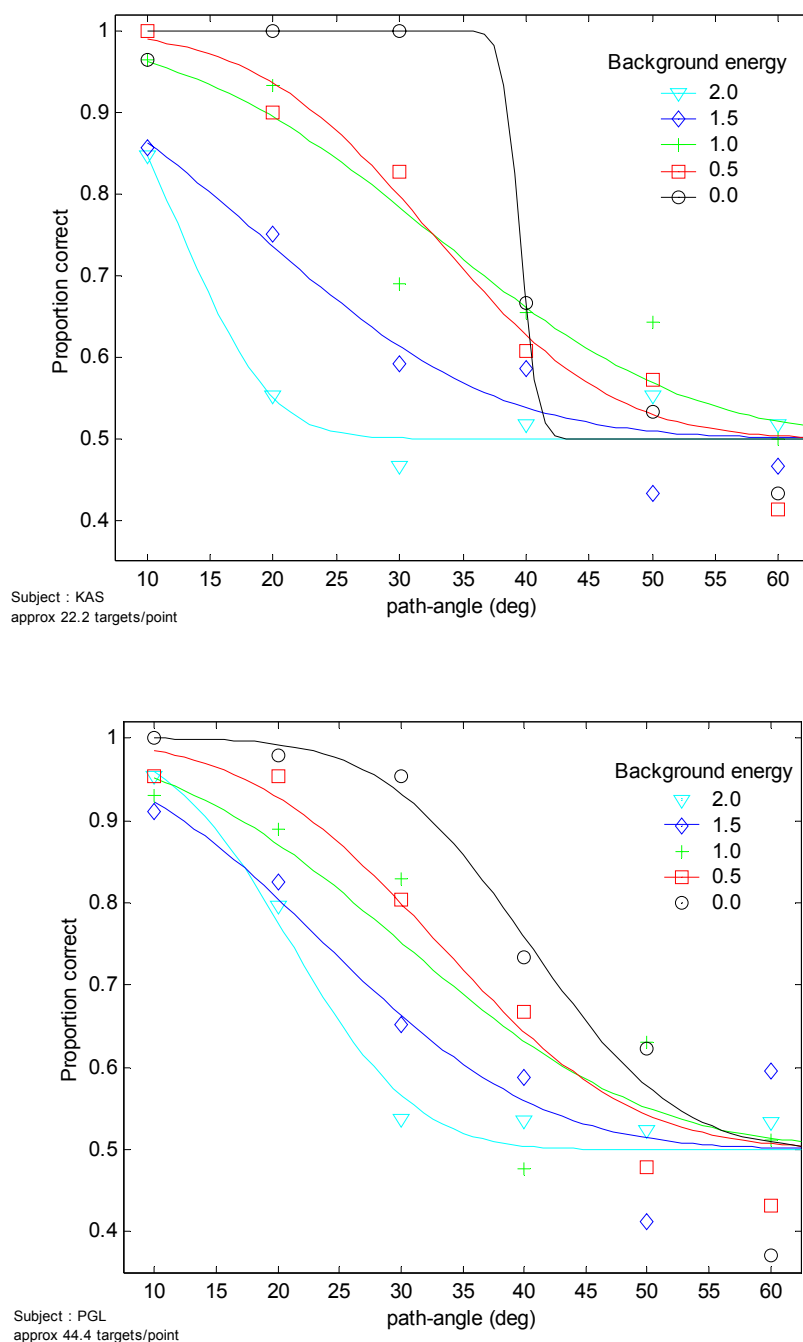 1
0.9
0.8
0.7
0.6
0.5
0.4
Proportion correct
Background energy
2.0
1.5
1.0
0.5
0.0
10 15 20 25 30 35 40 45 50 55 60
path-angle (deg)
Subject : KAS
approx 22.2 targets/point
1
0.9
0.8
0.7
0.6
0.5
0.4
Proportion correct
Background energy
2.0
1.5
1.0
0.5
0.0
10 15 20 25 30 35 40 45 50 55 60
path-angle (deg)
Subject : PGL
approx 44.4 targets/point